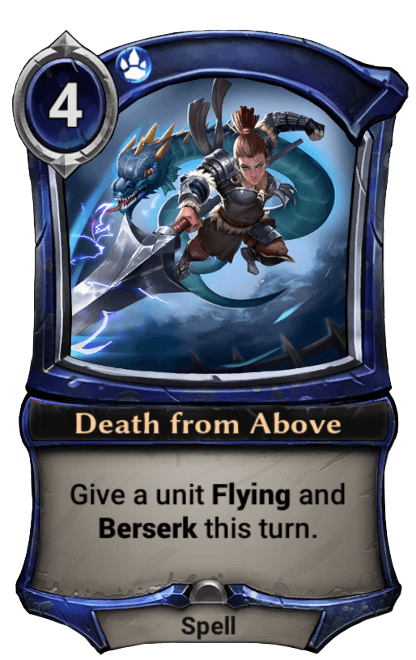 4
Death from Above
Give a unit Flying and
Berserk this turn.
Spell